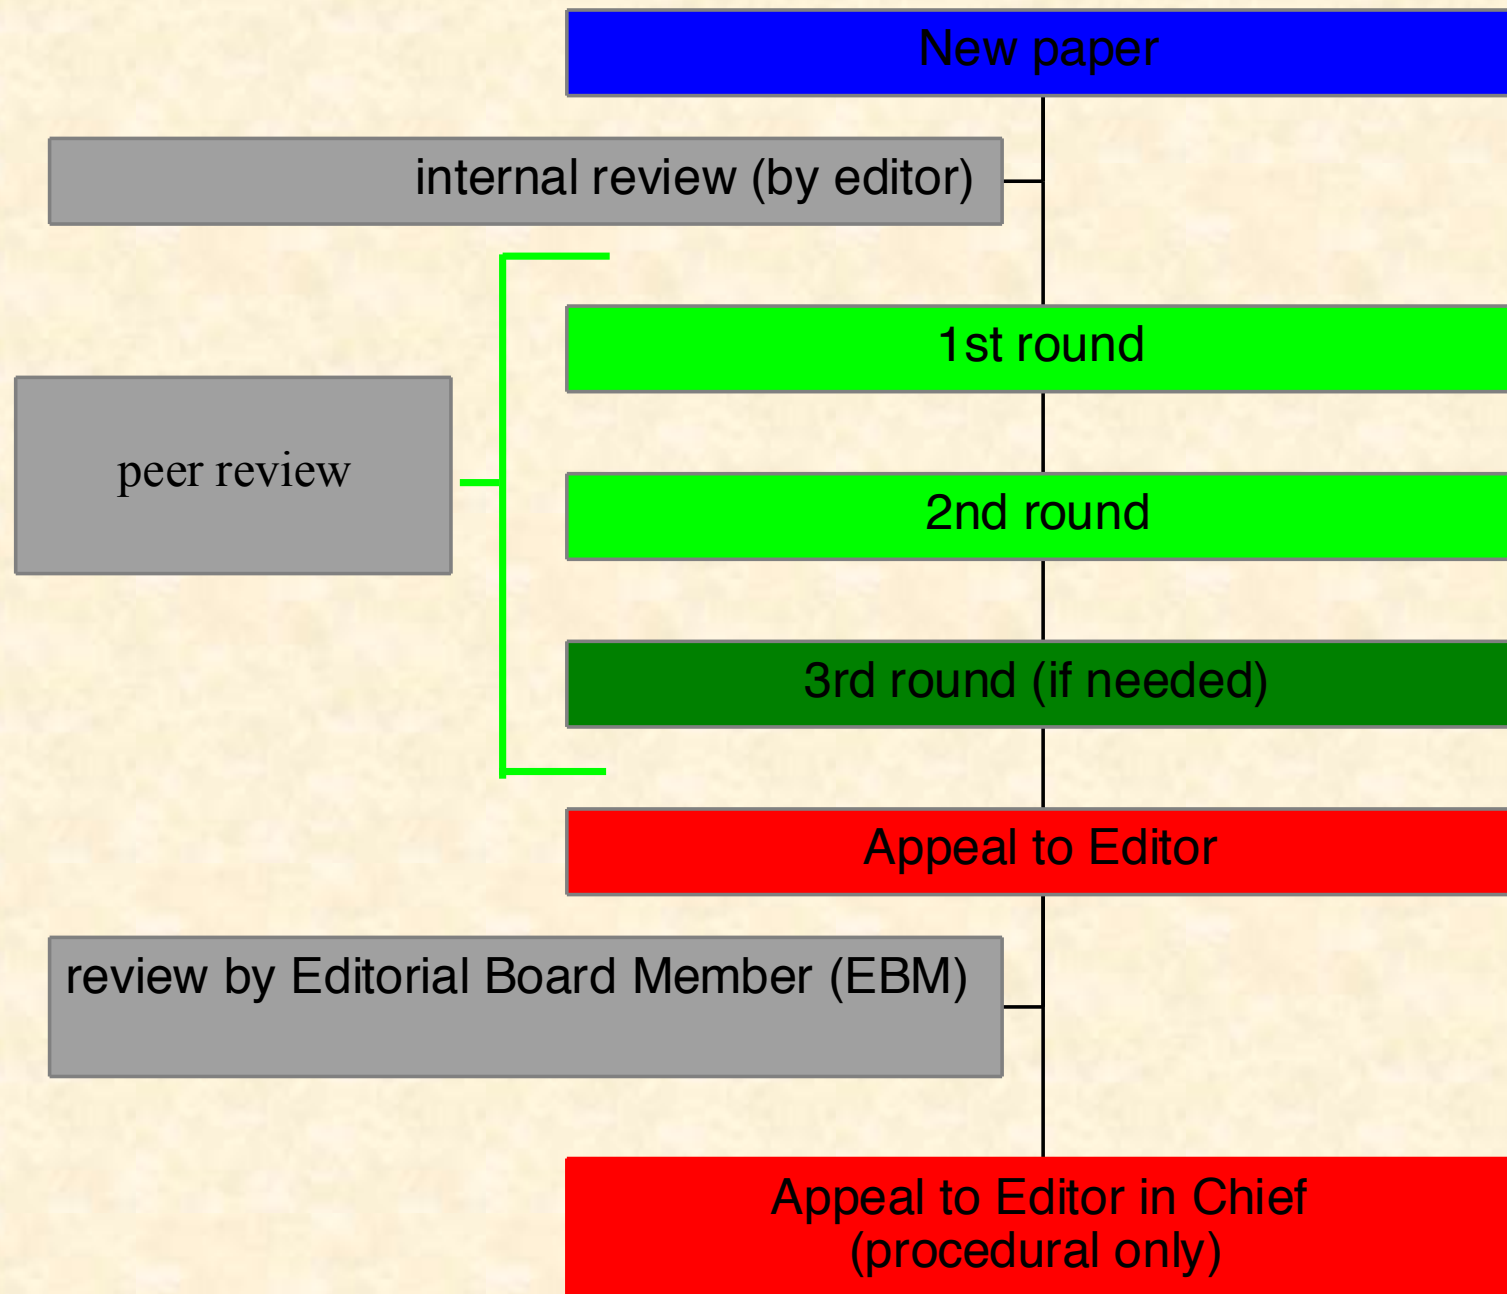 New paper
internal review (by editor)
1st round
peer review
2nd round
3rd round (if needed)
Appeal to Editor
review by Editorial Board Member (EBM)
Appeal to Editor in Chief
(procedural only)